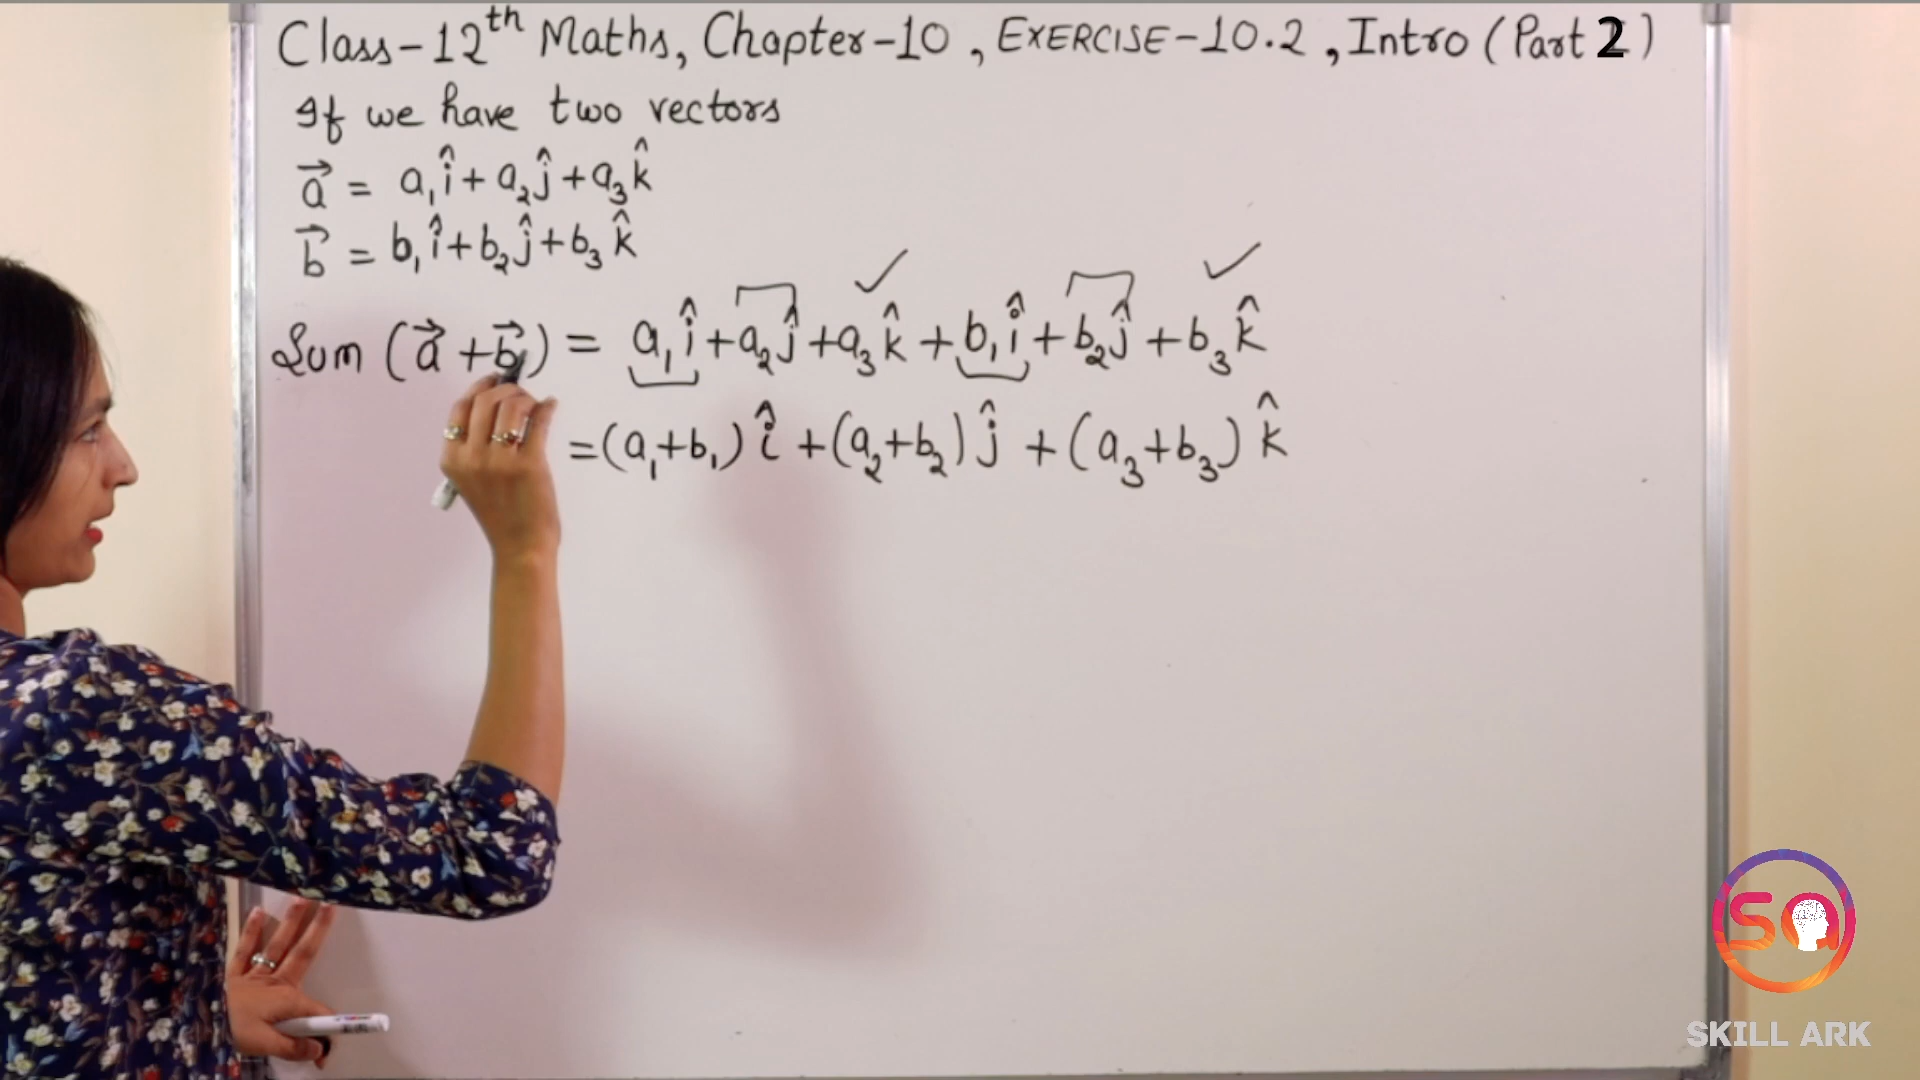 Class-12th Maths, Chapter-10, EXERCISE-10.2, Intro (Part 2)
If we have two vectors
a⃗ = a₁î + a₂ĵ + a₃k̂
b⃗ = b₁î + b₂ĵ + b₃k̂
Sum (a⃗ + b⃗) = a₁î + a₂ĵ + a₃k̂ + b₁î + b₂ĵ + b₃k̂
= (a₁+b₁) î + (a₂+b₂) ĵ + (a₃+b₃) k̂
SA
SKILL ARK